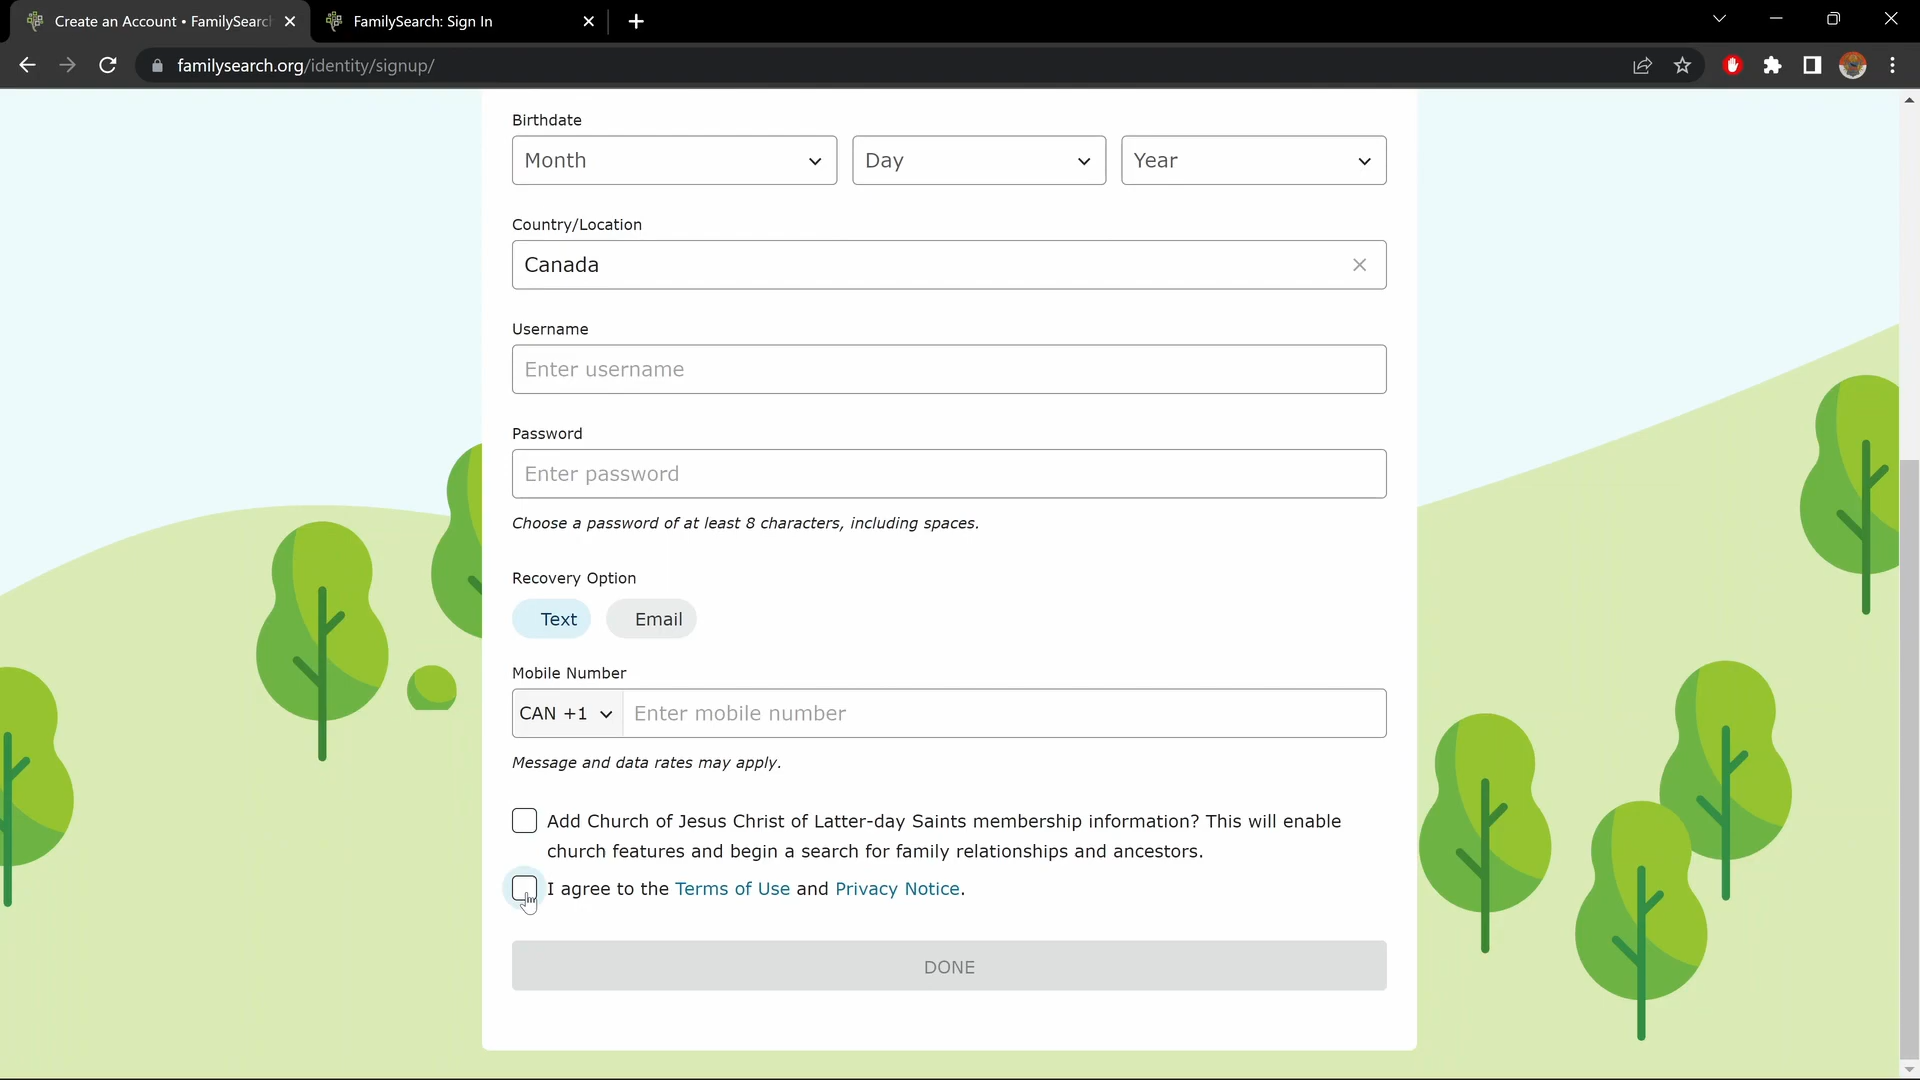 Create an Account • FamilySearch
FamilySearch: Sign In
familysearch.org/identity/signup/
Birthdate
Month
Day
Year
Country/Location
Canada
Username
Enter username
Password
Enter password
Choose a password of at least 8 characters, including spaces.
Recovery Option
Text
Email
Mobile Number
CAN +1
Enter mobile number
Message and data rates may apply.
Add Church of Jesus Christ of Latter-day Saints membership information? This will enable
church features and begin a search for family relationships and ancestors.
I agree to the Terms of Use and Privacy Notice.
DONE